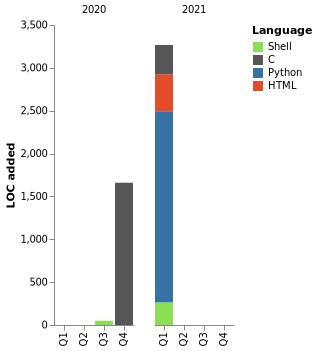 2020 2021
Language
Shell
C
Python
HTML
LOC added
3,500
3,000
2,500
2,000
1,500
1,000
500
0
Q1 Q2 Q3 Q4 Q1 Q2 Q3 Q4